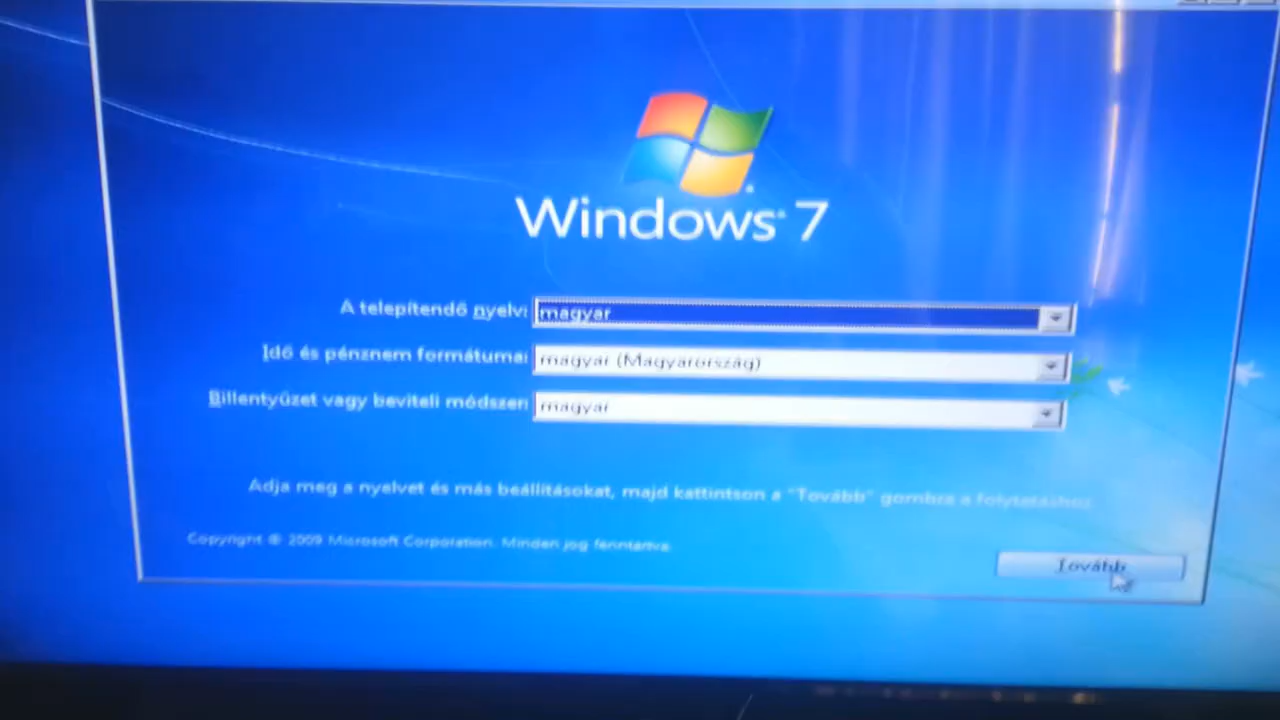 Windows 7
A telepítendő nyelv:
magyar
Idő és pénznem formátuma:
magyar (Magyarország)
Billentyűzet vagy beviteli módszer:
magyar
Adja meg a nyelvet és más beállításokat, majd kattintson a "Tovább" gombra a folytatáshoz.
Copyright © 2009 Microsoft Corporation. Minden jog fenntartva.
Tovább